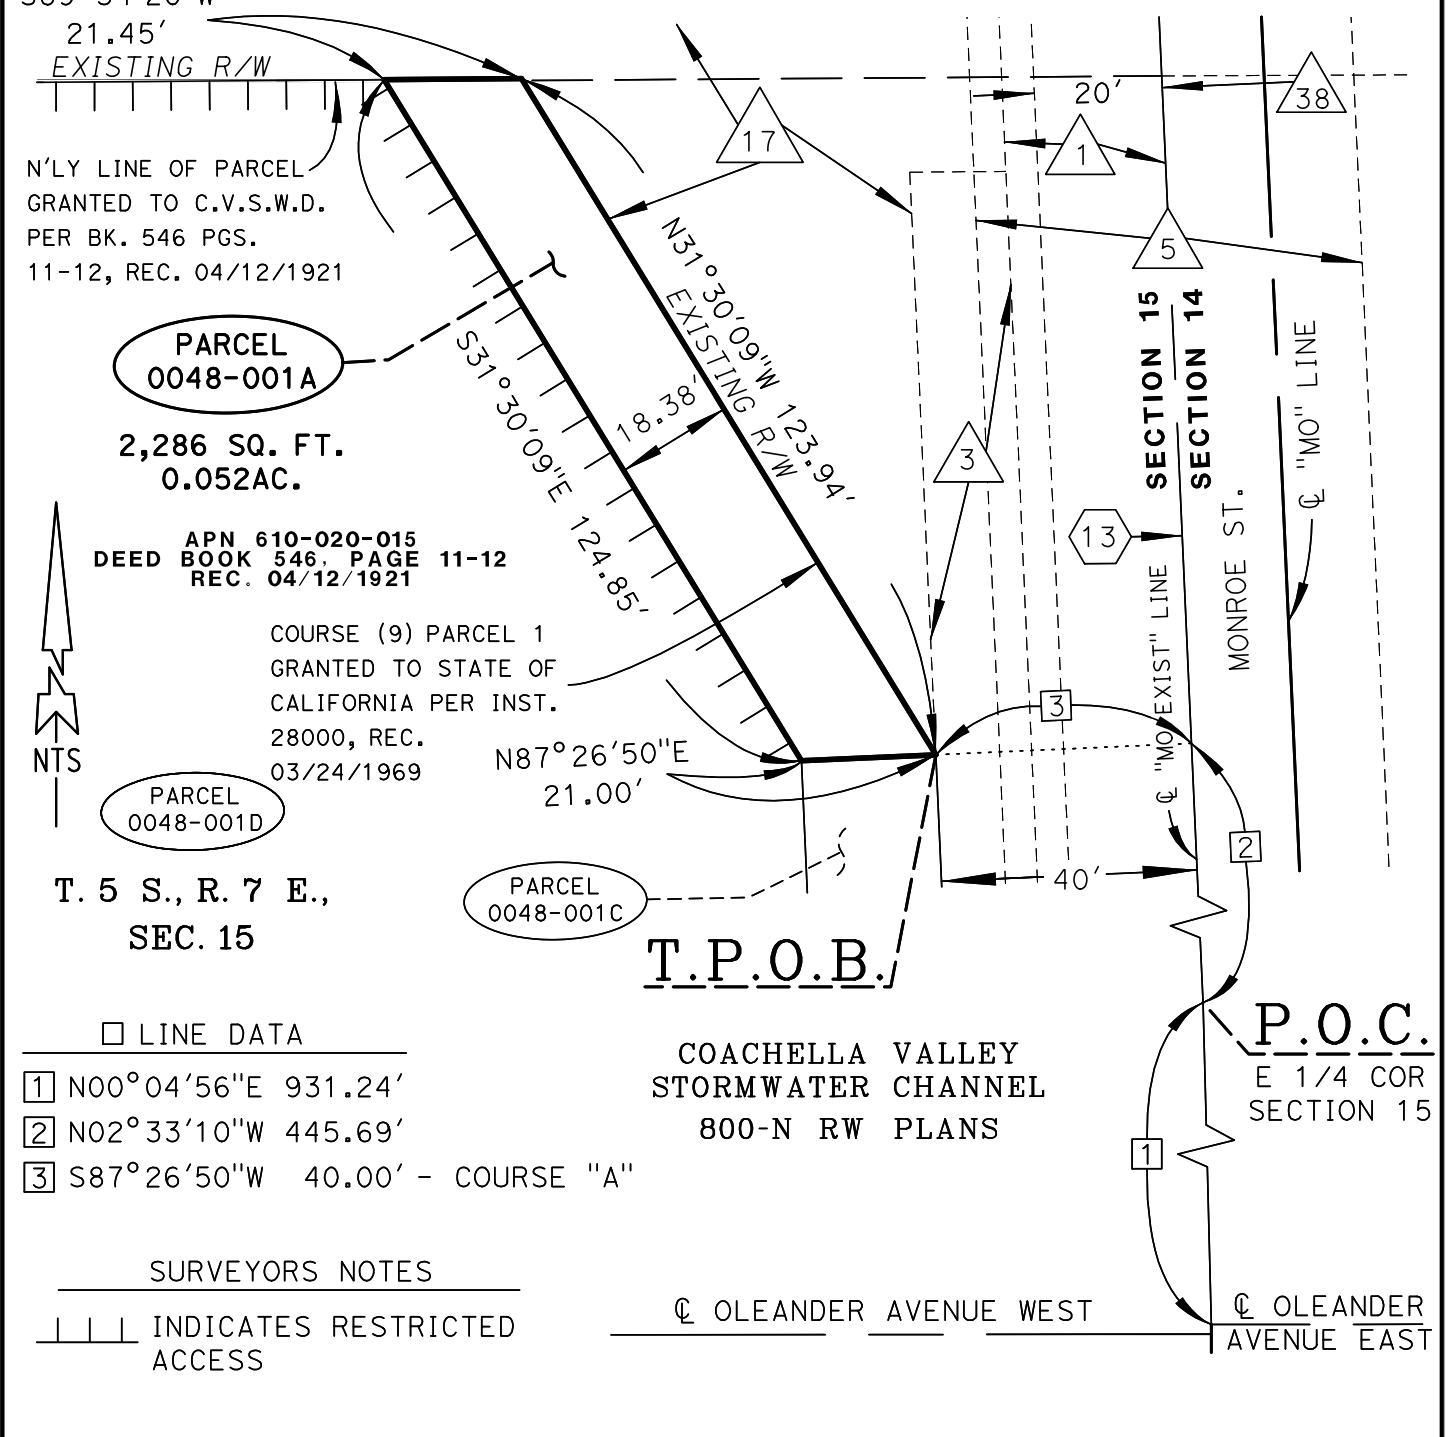 21.45'
EXISTING R/W
20'
38
17
1
N'LY LINE OF PARCEL
GRANTED TO C.V.S.W.D.
PER BK. 546 PGS.
11-12, REC. 04/12/1921
5
N31°30'09"W 123.94'
EXISTING R/W
SECTION 15
SECTION 14
PARCEL
0048-001A
S31°30'09"E 124.85'
18.38'
℄ "MO" LINE
2,286 SQ. FT.
0.052AC.
3
13
MONROE ST.
APN 610-020-015
DEED BOOK 546, PAGE 11-12
REC. 04/12/1921
℄ "MO EXIST" LINE
COURSE (9) PARCEL 1
GRANTED TO STATE OF
CALIFORNIA PER INST.
28000, REC.
03/24/1969
3
NTS
N87°26'50"E
21.00'
PARCEL
0048-001D
2
T. 5 S., R. 7 E.,
SEC. 15
PARCEL
0048-001C
40'
T.P.O.B.
P.O.C.
E 1/4 COR
SECTION 15
□ LINE DATA
1 N00°04'56"E 931.24'
2 N02°33'10"W 445.69'
3 S87°26'50"W 40.00' - COURSE "A"
COACHELLA VALLEY
STORMWATER CHANNEL
800-N RW PLANS
1
SURVEYORS NOTES
INDICATES RESTRICTED
ACCESS
℄ OLEANDER AVENUE WEST
℄ OLEANDER
AVENUE EAST